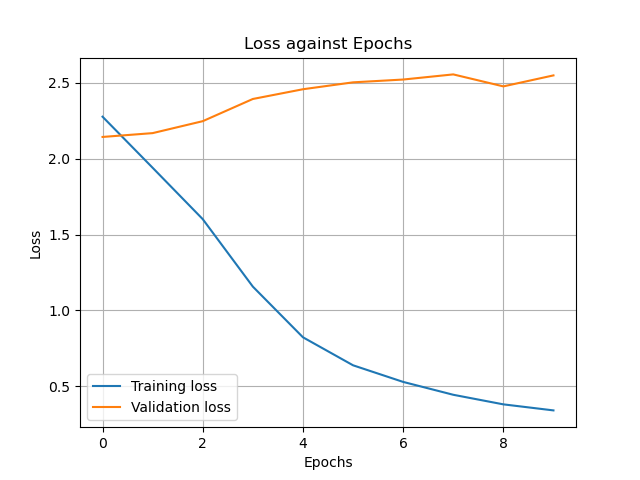 Loss against Epochs
2.5
2.0
1.5
1.0
0.5
Loss
Training loss
Validation loss
0 2 4 6 8
Epochs